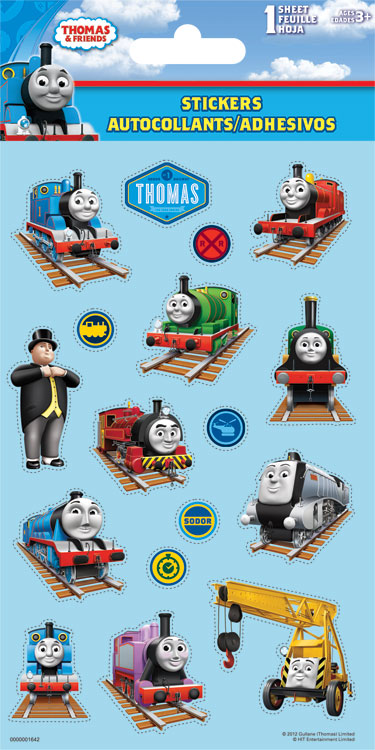 THOMAS
& FRIENDS
1 SHEET
FEUILLE
HOJA
AGES
EDADES 3+
STICKERS
AUTOCOLLANTS/ADHESIVOS
THOMAS
R R
SODOR
0000001642
© 2012 Gullane (Thomas) Limited
© HIT Entertainment Limited